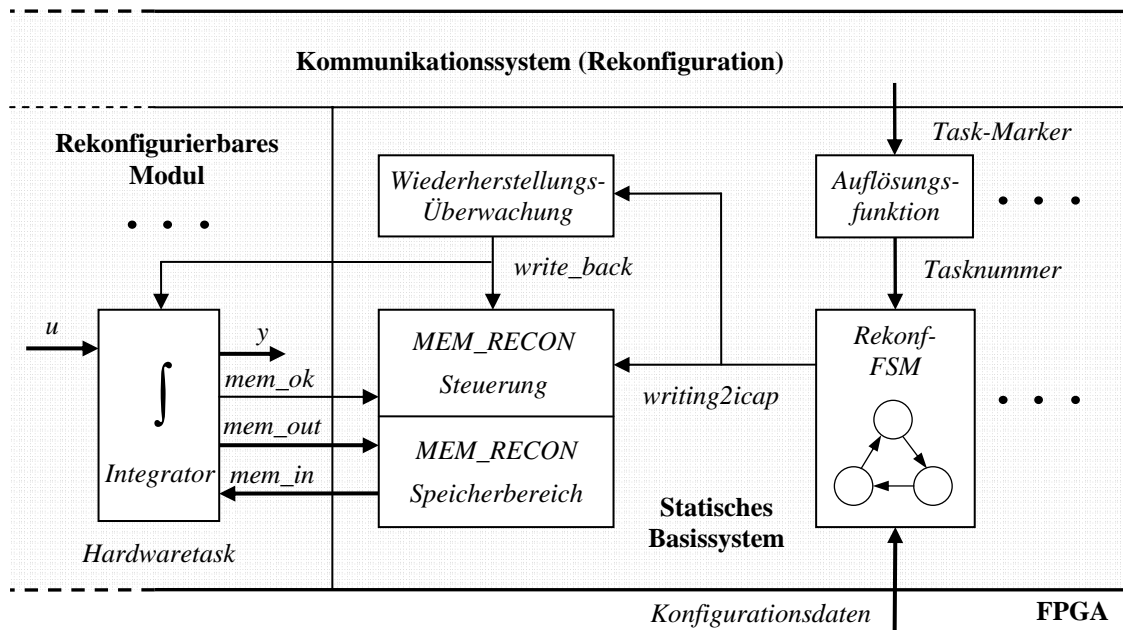 Kommunikationssystem (Rekonfiguration)
Task-Marker
Rekonfigurierbares
Modul
Wiederherstellungs-
Überwachung
Auflösungs-
funktion
write_back
Tasknummer
u
y
∫
Integrator
mem_ok
mem_out
mem_in
MEM_RECON
Steuerung
MEM_RECON
Speicherbereich
writing2icap
Rekonf-
FSM
Statisches
Basissystem
Hardwaretask
Konfigurationsdaten
FPGA